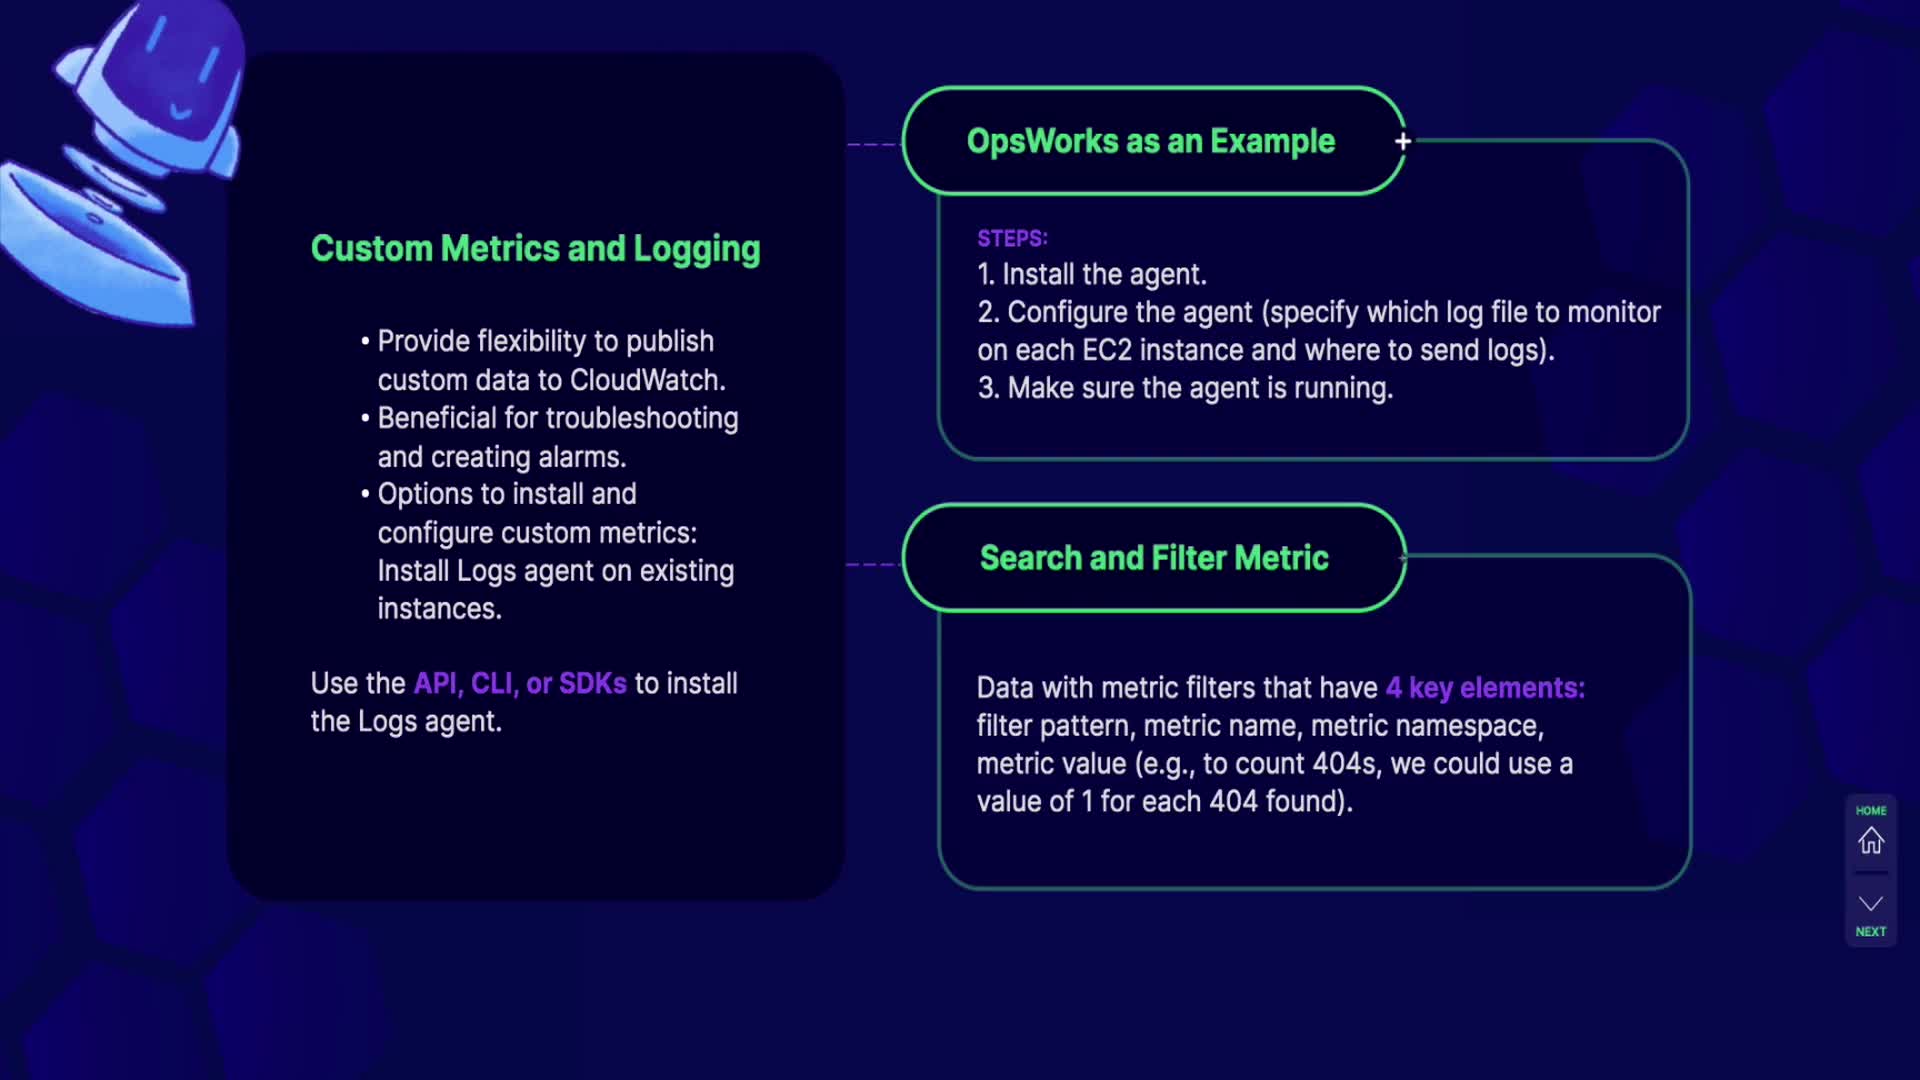 Custom Metrics and Logging
• Provide flexibility to publish
custom data to CloudWatch.
• Beneficial for troubleshooting
and creating alarms.
• Options to install and
configure custom metrics:
Install Logs agent on existing
instances.
Use the API, CLI, or SDKs to install
the Logs agent.
OpsWorks as an Example
STEPS:
1. Install the agent.
2. Configure the agent (specify which log file to monitor
on each EC2 instance and where to send logs).
3. Make sure the agent is running.
Search and Filter Metric
Data with metric filters that have 4 key elements:
filter pattern, metric name, metric namespace,
metric value (e.g., to count 404s, we could use a
value of 1 for each 404 found).
HOME
NEXT